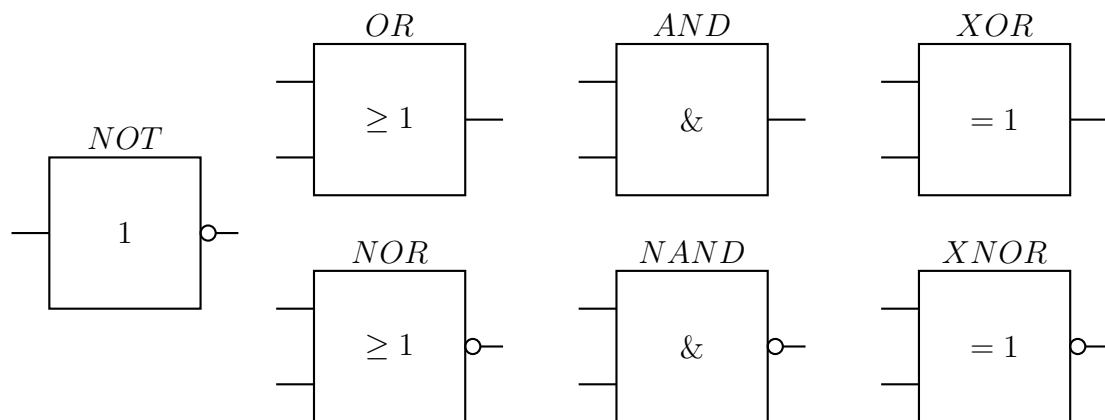 OR AND XOR
≥ 1 & = 1
NOT
1
NOR NAND XNOR
≥ 1 & = 1